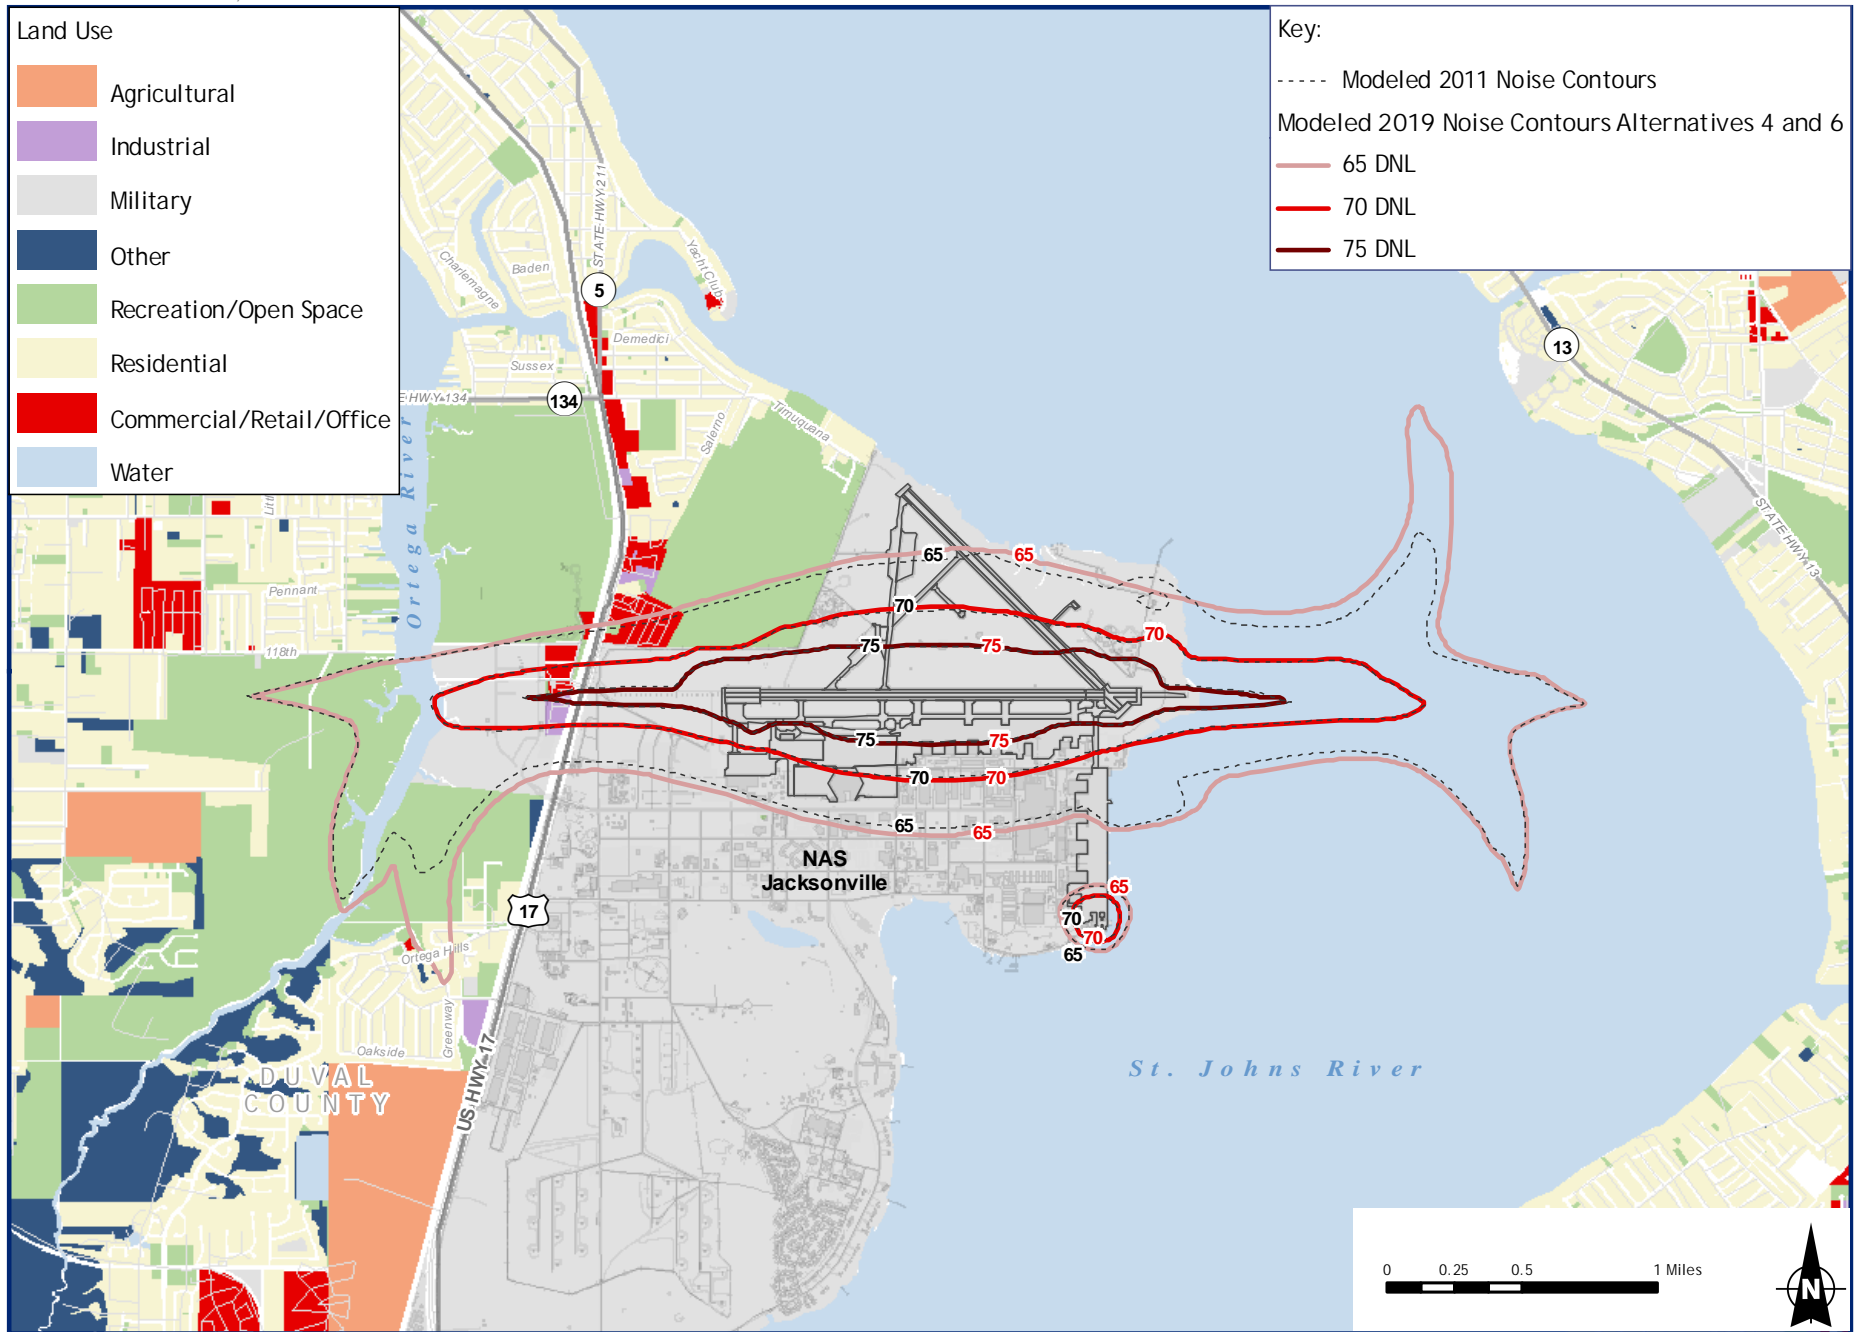 Land Use
Agricultural
Industrial
Military
Other
Recreation/Open Space
Residential
Commercial/Retail/Office
Water
Key:
Modeled 2011 Noise Contours
Modeled 2019 Noise Contours Alternatives 4 and 6
65 DNL
70 DNL
75 DNL
STATE HWY 211
Yacht Club
Charlemagne
Baden
5
Demedici
Sussex
13
HWY 134
134
Timuquana
Salerno
Ortega River
STATE HWY 13
Pennant
118th
65
65
70
70
75
75
75
75
70
70
65
65
NAS
Jacksonville
65
70
70
65
17
Ortega Hills
Greenway
Oakside
DUVAL
COUNTY
US HWY 17
St. Johns River
0 0.25 0.5 1 Miles
N